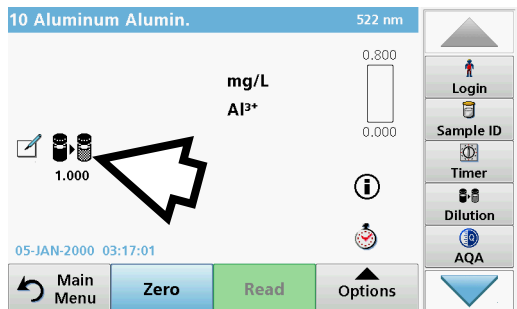 10 Aluminum Alumin.
522 nm
0.800
mg/L
Al³⁺
0.000
1.000
05-JAN-2000 03:17:01
Main
Menu
Zero
Read
Options
Login
Sample ID
Timer
Dilution
AQA